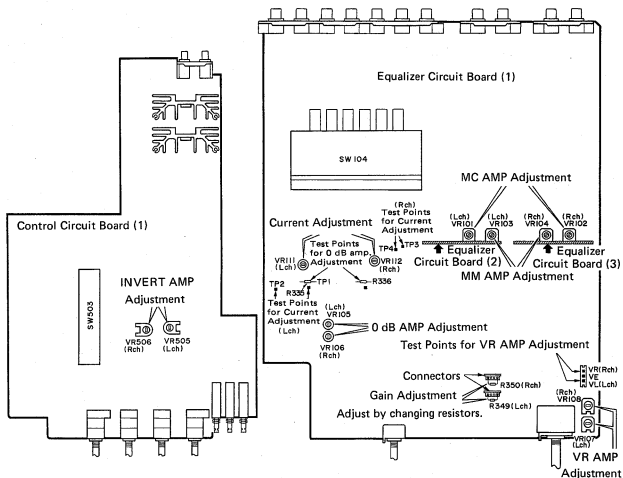 Equalizer Circuit Board (1)
SW 104
MC AMP Adjustment
(Rch)
Test Points
for Current
Adjustment
TP4
TP3
(Lch)
VR101
(Lch)
VR103
(Rch)
VR104
(Rch)
VR102
Equalizer
Circuit Board (2)
Equalizer
Circuit Board (3)
MM AMP Adjustment
Control Circuit Board (1)
SW503
INVERT AMP
Adjustment
VR506
(Rch)
VR505
(Lch)
Current Adjustment
Test Points
for 0 dB amp.
Adjustment
VR111
(Lch)
VR112
(Rch)
TP2
TP1
R335
R336
Test Points
for Current
Adjustment
(Lch)
(Lch)
VR105
VR106
(Rch)
0 dB AMP Adjustment
Test Points for VR AMP Adjustment
VR(Rch)
VE
VL(Lch)
Connectors
R350(Rch)
Gain Adjustment
R349(Lch)
Adjust by changing resistors.
(Rch)
VR108
VR107
(Lch)
VR AMP
Adjustment